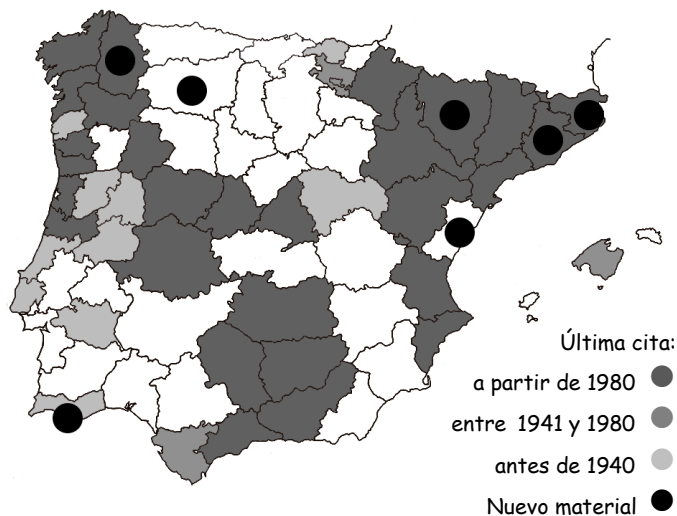 Última cita:
a partir de 1980
entre 1941 y 1980
antes de 1940
Nuevo material